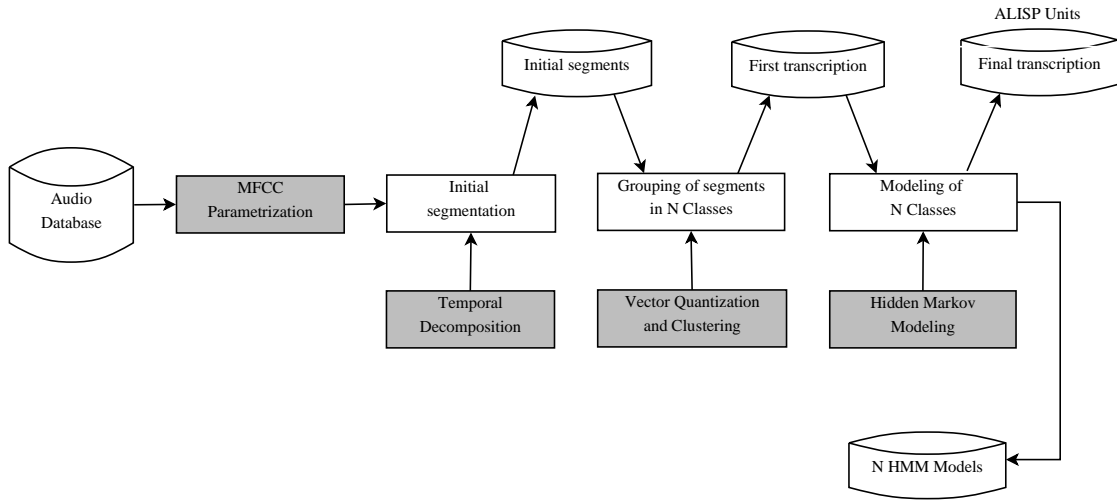 ALISP Units
Initial segments
First transcription
Final transcription
Audio
Database
MFCC
Parametrization
Initial
segmentation
Grouping of segments
in N Classes
Modeling of
N Classes
Temporal
Decomposition
Vector Quantization
and Clustering
Hidden Markov
Modeling
N HMM Models